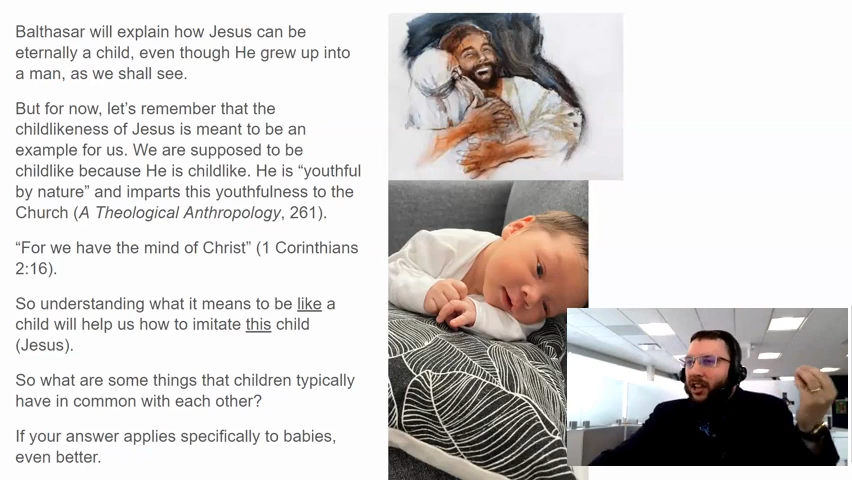 Balthasar will explain how Jesus can be
eternally a child, even though He grew up into
a man, as we shall see.
But for now, let’s remember that the
childlikeness of Jesus is meant to be an
example for us. We are supposed to be
childlike because He is childlike. He is “youthful
by nature” and imparts this youthfulness to the
Church (A Theological Anthropology, 261).
“For we have the mind of Christ” (1 Corinthians
2:16).
So understanding what it means to be like a
child will help us how to imitate this child
(Jesus).
So what are some things that children typically
have in common with each other?
If your answer applies specifically to babies,
even better.